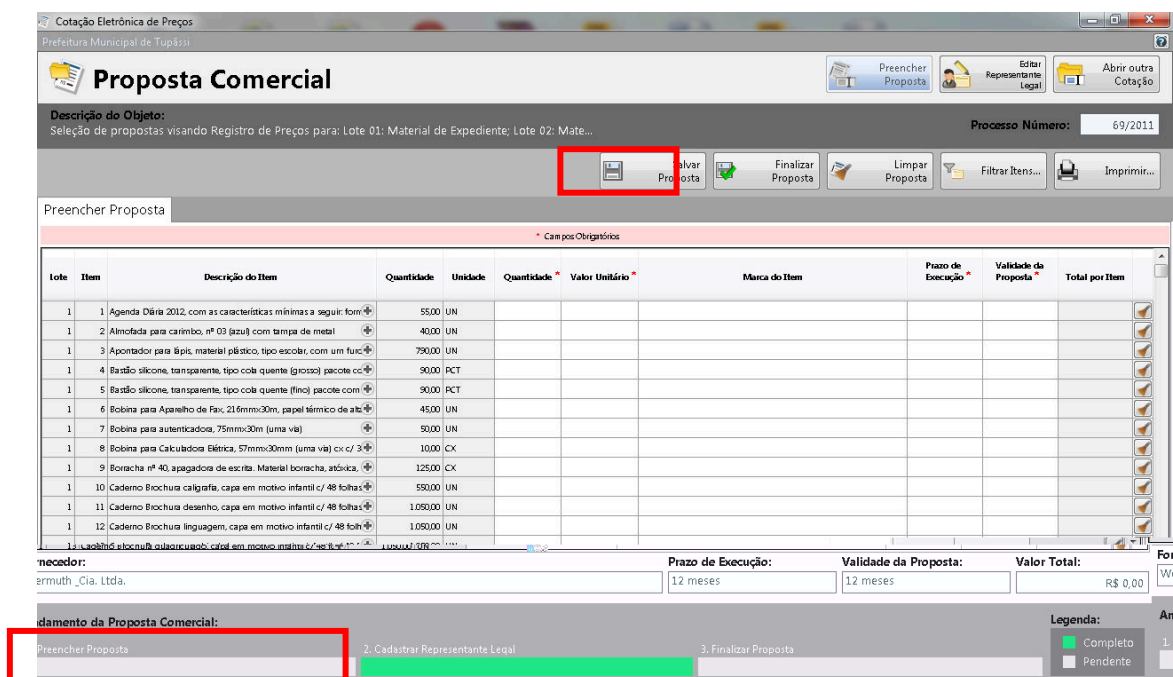 Cotação Eletrônica de Preços
Prefeitura Municipal de Tupãssi
Proposta Comercial
Preencher Proposta
Editar Representante Legal
Abrir outra Cotação
Descrição do Objeto:
Seleção de propostas visando Registro de Preços para: Lote 01: Material de Expediente; Lote 02: Mate...
Processo Número: 69/2011
Salvar Proposta
Finalizar Proposta
Limpar Proposta
Filtrar Itens...
Imprimir...
Preencher Proposta
* Campos Obrigatórios
Lote Item Descrição do Item Quantidade Unidade Quantidade * Valor Unitário * Marca do Item Prazo de Execução * Validade da Proposta * Total por Item
1 1 Agenda Diária 2012, com as características mínimas a seguir: form 55,00 UN
1 2 Almofada para carimbo, nº 03 (azul) com tampa de metal 40,00 UN
1 3 Apontador para lápis, material plástico, tipo escolar, com um furo 790,00 UN
1 4 Bastão silicone, transparente, tipo cola quente (grosso) pacote co 90,00 PCT
1 5 Bastão silicone, transparente, tipo cola quente (fino) pacote com 90,00 PCT
1 6 Bobina para Aparelho de Fax, 216mmx30m, papel térmico de alta 45,00 UN
1 7 Bobina para autenticadora, 75mmx30m (uma via) 50,00 UN
1 8 Bobina para Calculadora Elétrica, 57mmx30mm (uma via) cx c/ 3 10,00 CX
1 9 Borracha nº 40, apagadora de escrita. Material borracha, atóxica, 125,00 CX
1 10 Caderno Brochura caligrafia, capa em motivo infantil c/ 48 folhas 550,00 UN
1 11 Caderno Brochura desenho, capa em motivo infantil c/ 48 folhas 1.050,00 UN
1 12 Caderno Brochura linguagem, capa em motivo infantil c/ 48 folh 1.050,00 UN
necedor: Prazo de Execução: Validade da Proposta: Valor Total: For
ermuth _Cia. Ltda. 12 meses 12 meses R$ 0,00 We
damento da Proposta Comercial: Legenda: An
Preencher Proposta 2. Cadastrar Representante Legal 3. Finalizar Proposta Completo 1.
Pendente